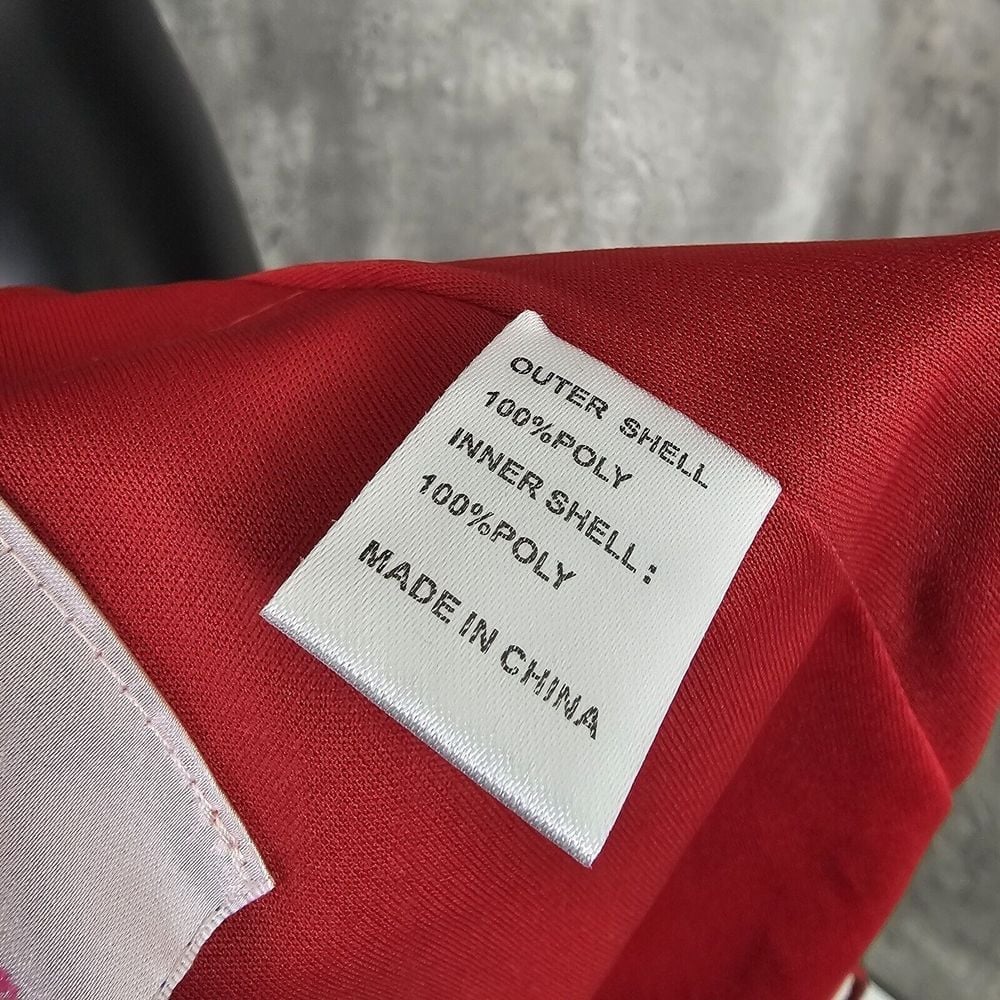 OUTER SHELL
100%POLY
INNER SHELL:
100%POLY
MADE IN CHINA